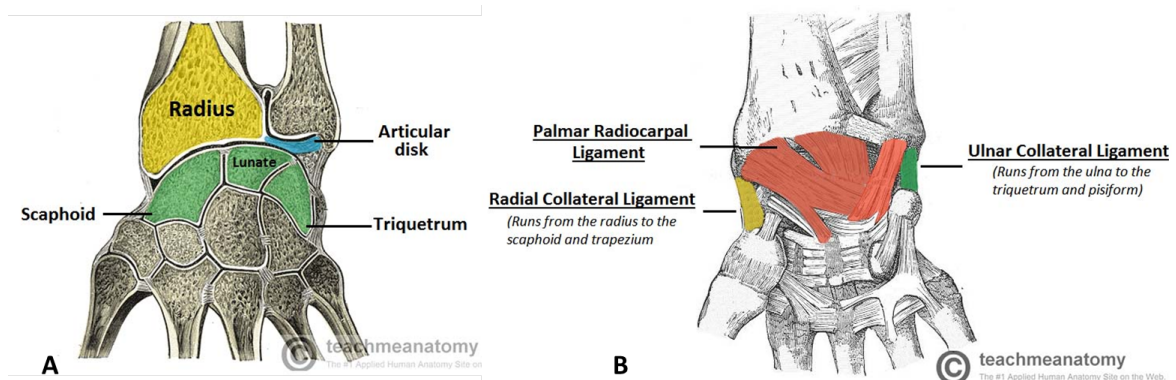 Radius
Lunate
Articular
disk
Scaphoid
Triquetrum
A
© teachmeanatomy
The #1 Applied Human Anatomy Site on
Palmar Radiocarpal
Ligament
Radial Collateral Ligament
(Runs from the radius to the
scaphoid and trapezium
Ulnar Collateral Ligament
(Runs from the ulna to the
triquetrum and pisiform)
B
© teachmeanatomy
The #1 Applied Human Anatomy Site on the Web.